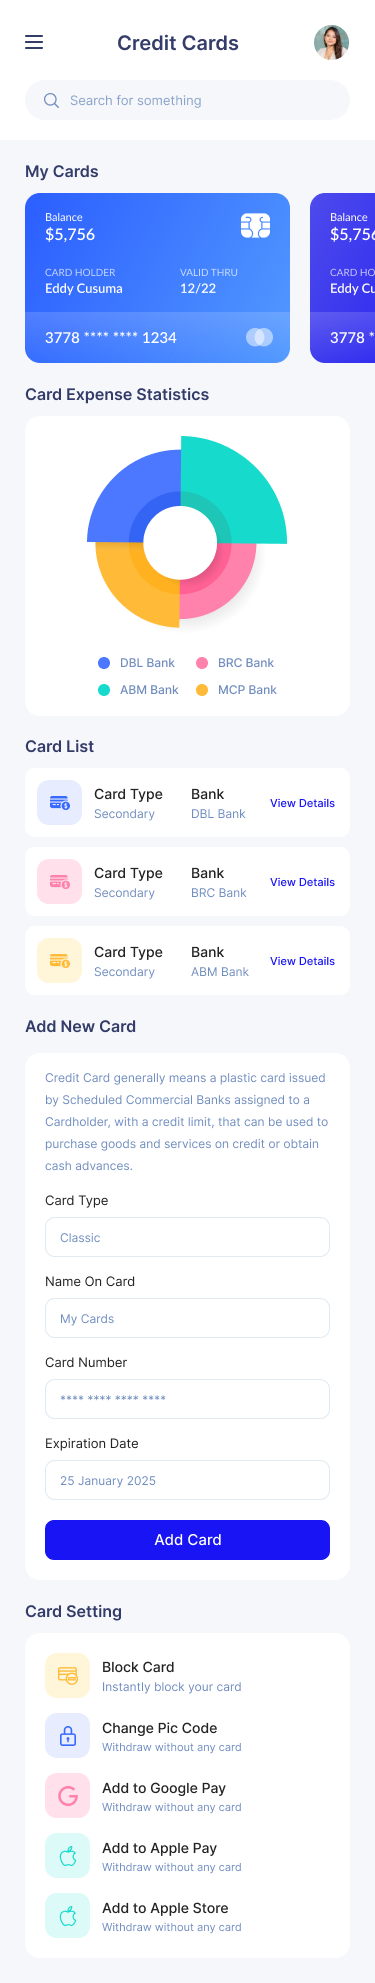 Credit Cards
Search for something
My Cards
Balance
$5,756
CARD HOLDER VALID THRU
Eddy Cusuma 12/22
3778 **** **** 1234
Balance
$5,756
CARD HO
Eddy Cu
3778 *
Card Expense Statistics
DBL Bank BRC Bank
ABM Bank MCP Bank
Card List
Card Type Bank
Secondary DBL Bank
View Details
Card Type Bank
Secondary BRC Bank
View Details
Card Type Bank
Secondary ABM Bank
View Details
Add New Card
Credit Card generally means a plastic card issued
by Scheduled Commercial Banks assigned to a
Cardholder, with a credit limit, that can be used to
purchase goods and services on credit or obtain
cash advances.
Card Type
Classic
Name On Card
My Cards
Card Number
**** **** **** ****
Expiration Date
25 January 2025
Add Card
Card Setting
Block Card
Instantly block your card
Change Pic Code
Withdraw without any card
Add to Google Pay
Withdraw without any card
Add to Apple Pay
Withdraw without any card
Add to Apple Store
Withdraw without any card